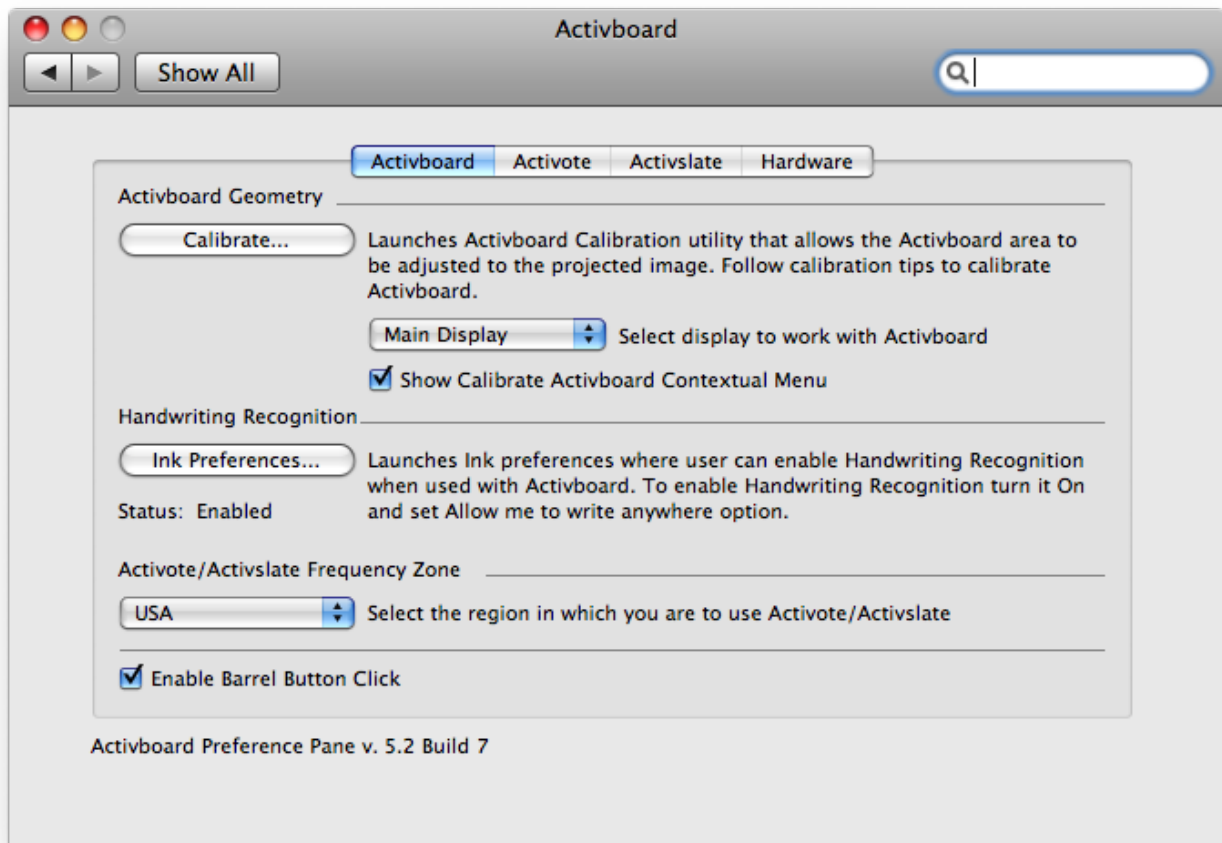 Activboard
Show All
Activboard Activote Activslate Hardware
Activboard Geometry
Calibrate... Launches Activboard Calibration utility that allows the Activboard area to
be adjusted to the projected image. Follow calibration tips to calibrate
Activboard.
Main Display Select display to work with Activboard
Show Calibrate Activboard Contextual Menu
Handwriting Recognition
Ink Preferences... Launches Ink preferences where user can enable Handwriting Recognition
when used with Activboard. To enable Handwriting Recognition turn it On
Status: Enabled and set Allow me to write anywhere option.
Activote/Activslate Frequency Zone
USA Select the region in which you are to use Activote/Activslate
Enable Barrel Button Click
Activboard Preference Pane v. 5.2 Build 7